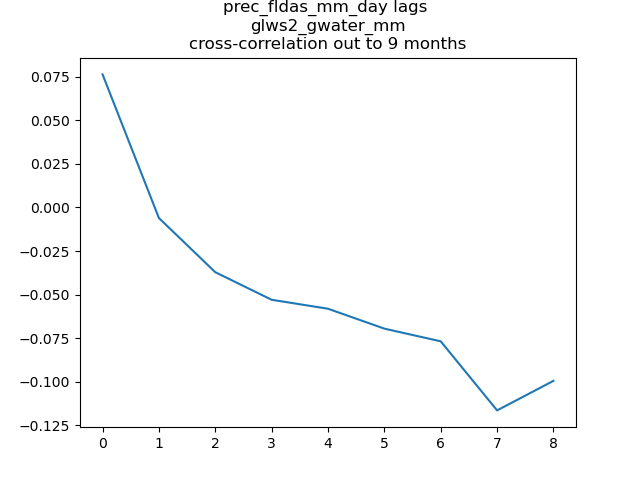 prec_fldas_mm_day lags
glws2_gwater_mm
cross-correlation out to 9 months
0.075
0.050
0.025
0.000
−0.025
−0.050
−0.075
−0.100
−0.125
0 1 2 3 4 5 6 7 8